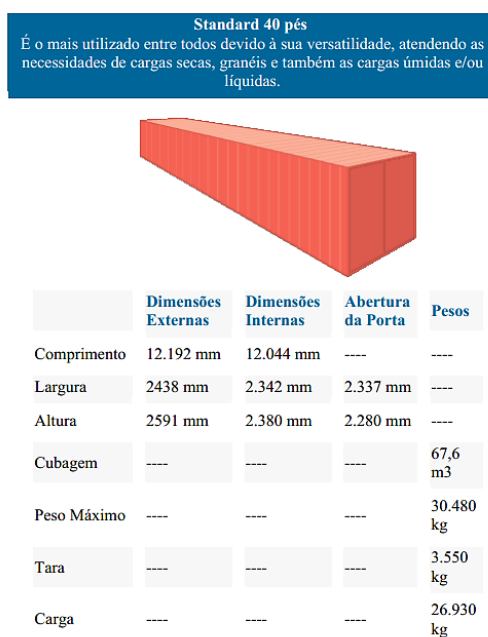 Standard 40 pés
É o mais utilizado entre todos devido à sua versatilidade, atendendo as
necessidades de cargas secas, granéis e também as cargas úmidas e/ou
líquidas.
Dimensões Externas Dimensões Internas Abertura da Porta Pesos
Comprimento 12.192 mm 12.044 mm ---- ----
Largura 2438 mm 2.342 mm 2.337 mm ----
Altura 2591 mm 2.380 mm 2.280 mm ----
Cubagem ---- ---- ---- 67,6 m3
Peso Máximo ---- ---- ---- 30.480 kg
Tara ---- ---- ---- 3.550 kg
Carga ---- ---- ---- 26.930 kg